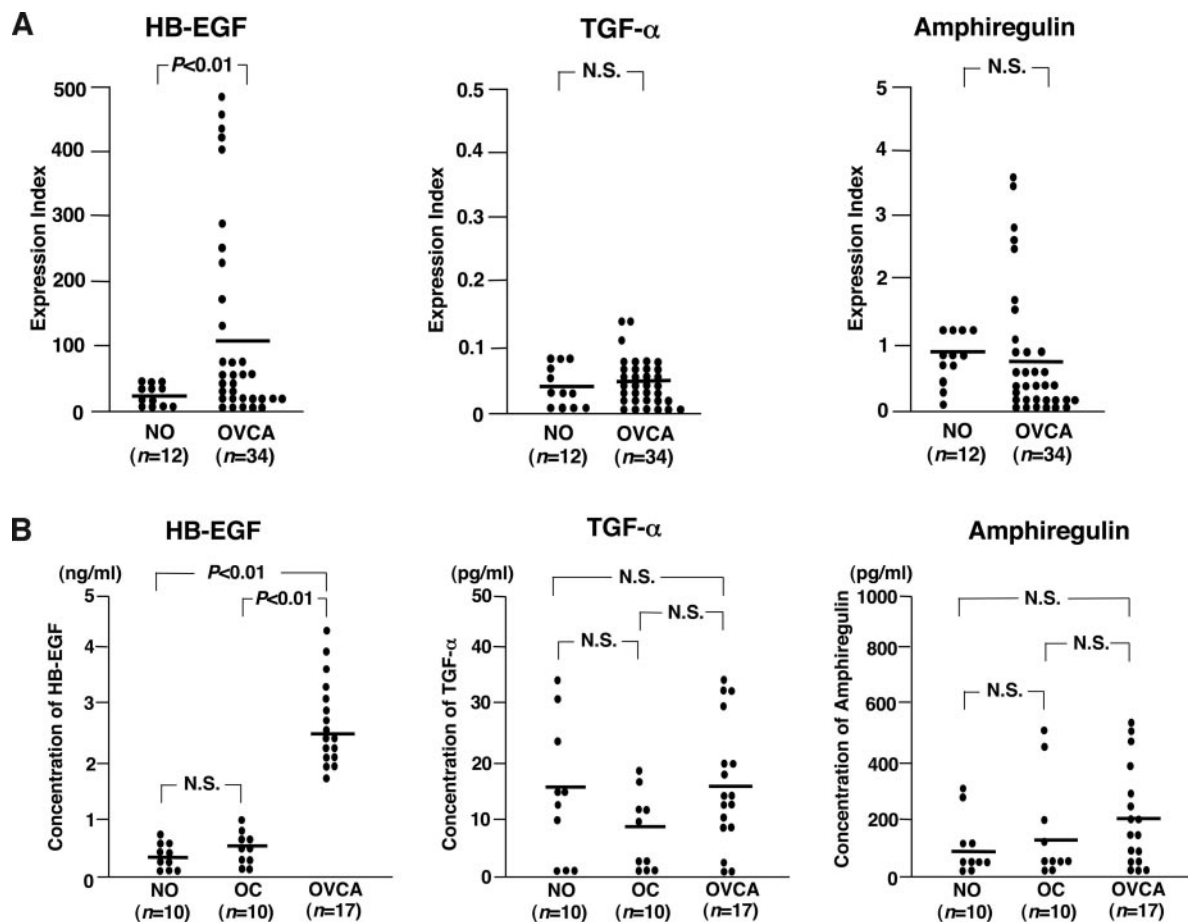 A
HB-EGF
TGF-α
Amphiregulin
P<0.01
N.S.
N.S.
Expression Index
500
400
300
200
100
0
Expression Index
0.5
0.4
0.3
0.2
0.1
0
Expression Index
5
4
3
2
1
0
NO
OVCA
NO
OVCA
NO
OVCA
(n=12)
(n=34)
(n=12)
(n=34)
(n=12)
(n=34)
B
HB-EGF
TGF-α
Amphiregulin
(ng/ml)
P<0.01
P<0.01
N.S.
Concentration of HB-EGF
5
4
3
2
1
0
NO
OC
OVCA
(n=10)
(n=10)
(n=17)
(pg/ml)
N.S.
N.S.
N.S.
Concentration of TGF-α
50
40
30
20
10
0
NO
OC
OVCA
(n=10)
(n=10)
(n=17)
(pg/ml)
N.S.
N.S.
N.S.
Concentration of Amphiregulin
1000
800
600
400
200
0
NO
OC
OVCA
(n=10)
(n=10)
(n=17)